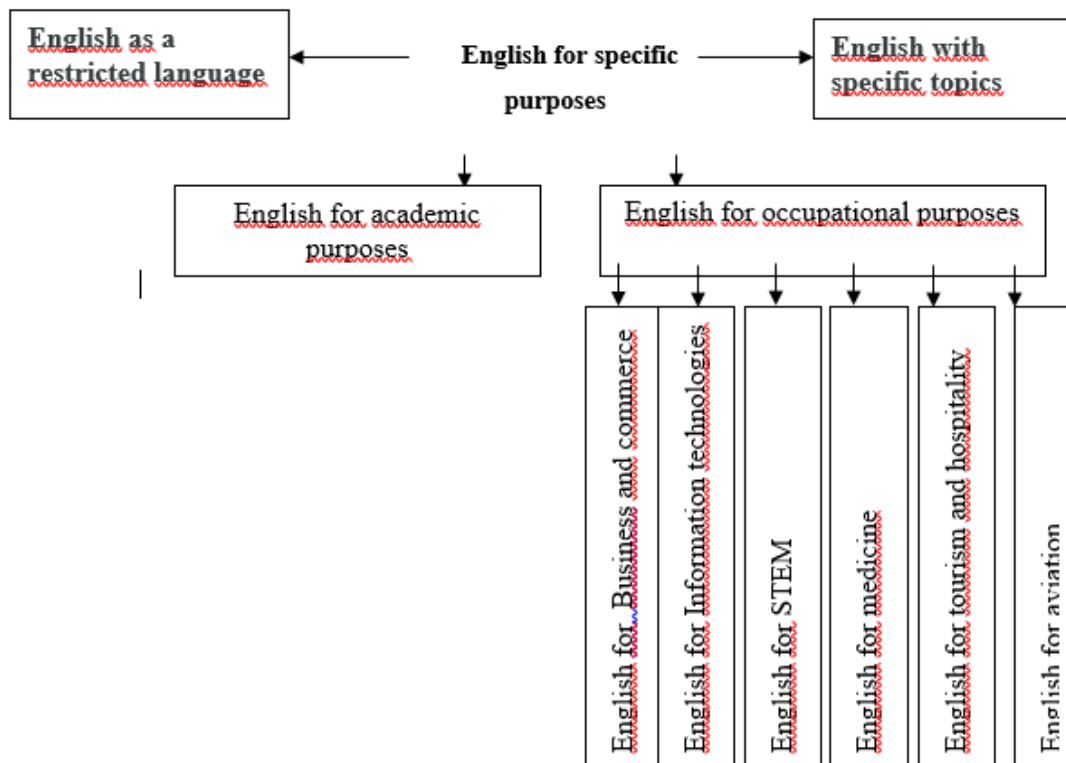 English as a
restricted language
English for specific
purposes
English with
specific topics
English for academic
purposes
English for occupational purposes
English for  Business and commerce
English for Information technologies
English for STEM
English for medicine
English for tourism and hospitality
English for aviation